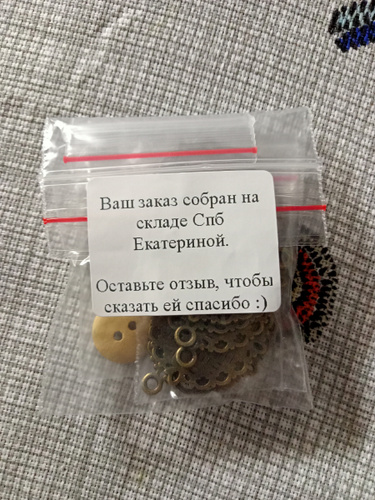 Ваш заказ собран на
складе Спб
Екатериной.
Оставьте отзыв, чтобы
сказать ей спасибо :)